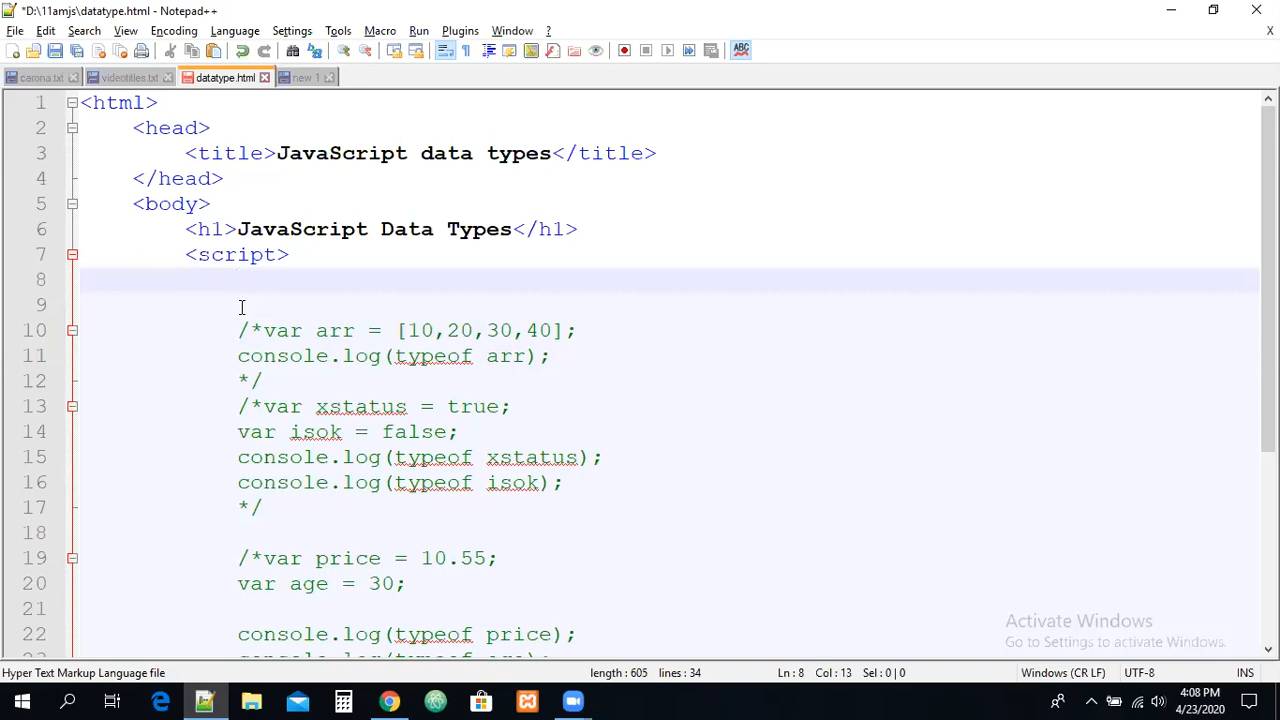 *D:\11amjs\datatype.html - Notepad++
File Edit Search View Encoding Language Settings Tools Macro Run Plugins Window ? X
carona.txt videotitles.txt datatype.html new 1
1 <html>
2 <head>
3 <title>JavaScript data types</title>
4 </head>
5 <body>
6 <h1>JavaScript Data Types</h1>
7 <script>
8
9
10 /*var arr = [10,20,30,40];
11 console.log(typeof arr);
12 */
13 /*var xstatus = true;
14 var isok = false;
15 console.log(typeof xstatus);
16 console.log(typeof isok);
17 */
18
19 /*var price = 10.55;
20 var age = 30;
21
22 console.log(typeof price);
Activate Windows
Go to Settings to activate Windows.
Hyper Text Markup Language file length : 605 lines : 34 Ln : 8 Col : 13 Sel : 0 | 0 Windows (CR LF) UTF-8 INS
4:08 PM
4/23/2020